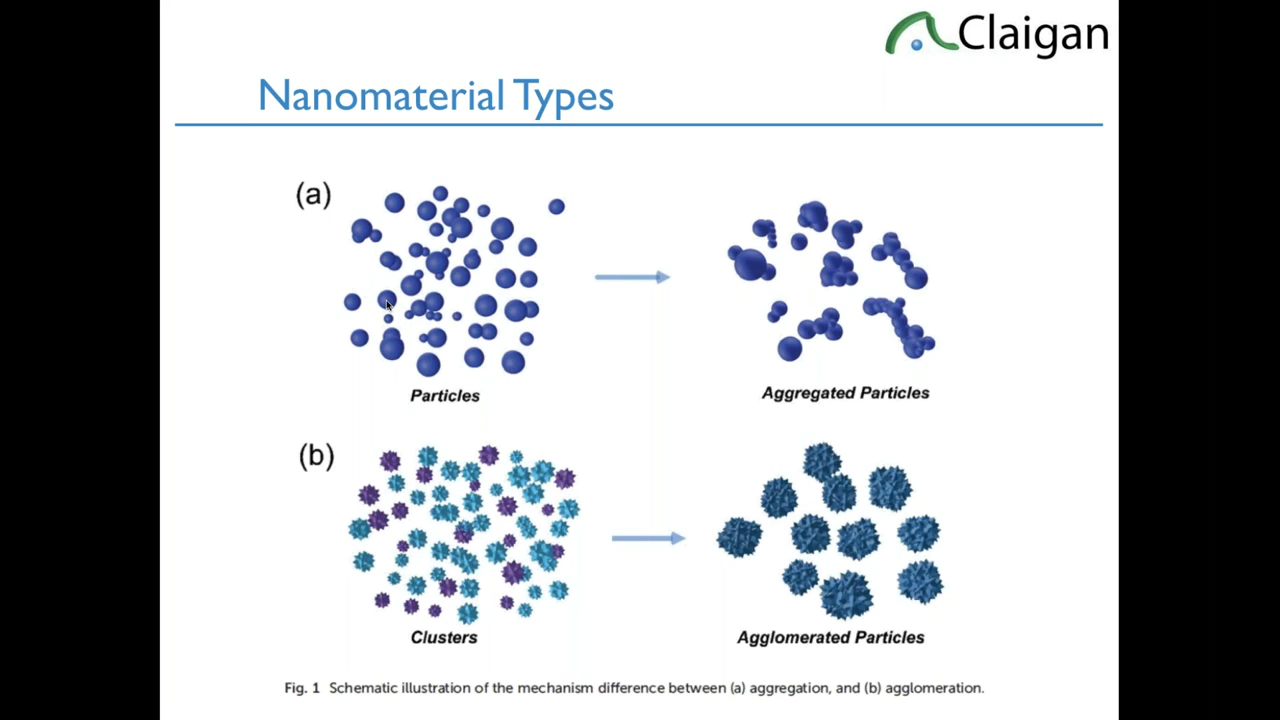 Claigan
Nanomaterial Types
(a)
Particles
Aggregated Particles
(b)
Clusters
Agglomerated Particles
Fig. 1 Schematic illustration of the mechanism difference between (a) aggregation, and (b) agglomeration.